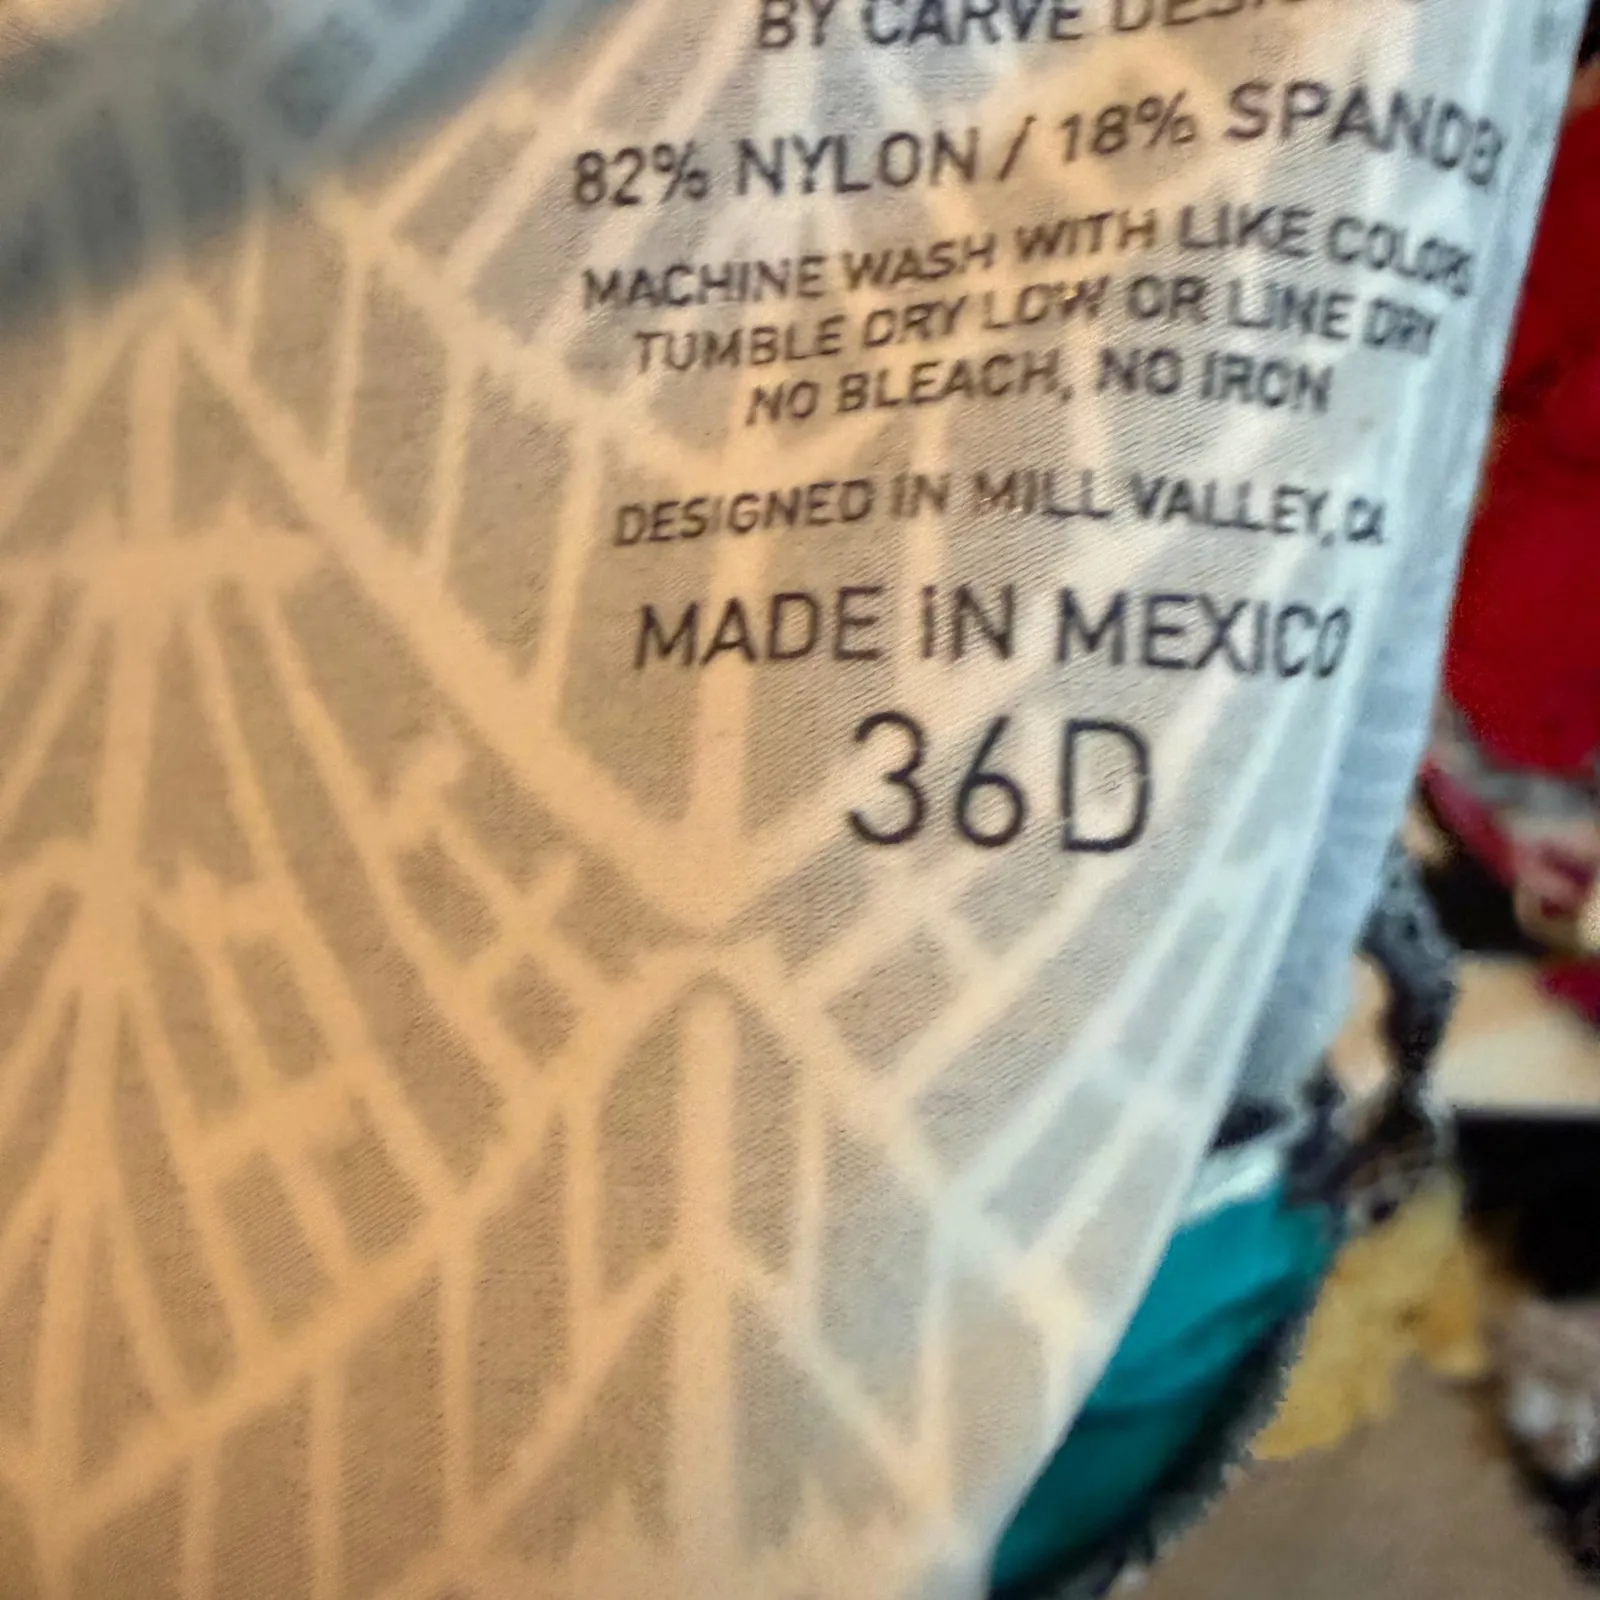 BY CARVE DESIGNS
82% NYLON / 18% SPANDEX
MACHINE WASH WITH LIKE COLORS
TUMBLE DRY LOW OR LINE DRY
NO BLEACH, NO IRON
DESIGNED IN MILL VALLEY, CA
MADE IN MEXICO
36D